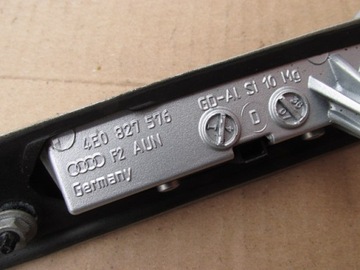 4E0 827 576
F2 AUN
Germany
GD-Al Si 10 Mg
D